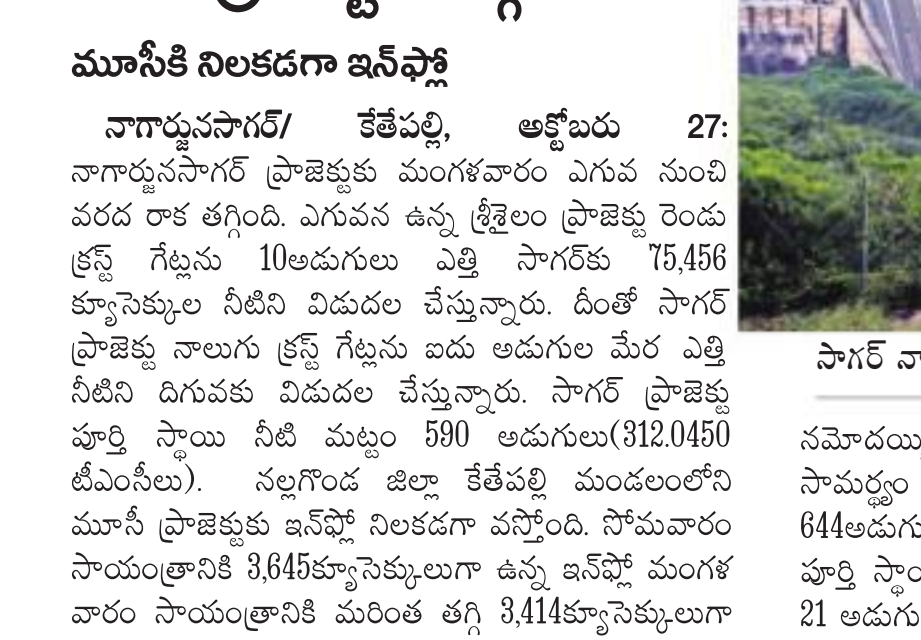 మూసీకి నిలకడగా ఇన్‌ఫ్లో
నాగార్జునసాగర్/ కేతేపల్లి, అక్టోబరు 27:
నాగార్జునసాగర్ ప్రాజెక్టుకు మంగళవారం ఎగువ నుంచి
వరద రాక తగ్గింది. ఎగువన ఉన్న శ్రీశైలం ప్రాజెక్టు రెండు
క్రస్ట్ గేట్లను 10అడుగులు ఎత్తి సాగర్‌కు 75,456
క్యూసెక్కుల నీటిని విడుదల చేస్తున్నారు. దీంతో సాగర్
ప్రాజెక్టు నాలుగు క్రస్ట్ గేట్లను ఐదు అడుగుల మేర ఎత్తి
నీటిని దిగువకు విడుదల చేస్తున్నారు. సాగర్ ప్రాజెక్టు
పూర్తి స్థాయి నీటి మట్టం 590 అడుగులు(312.0450
టీఎంసీలు). నల్లగొండ జిల్లా కేతేపల్లి మండలంలోని
మూసీ ప్రాజెక్టుకు ఇన్‌ఫ్లో నిలకడగా వస్తోంది. సోమవారం
సాయంత్రానికి 3,645క్యూసెక్కులుగా ఉన్న ఇన్‌ఫ్లో మంగళ
వారం సాయంత్రానికి మరింత తగ్గి 3,414క్యూసెక్కులుగా
సాగర్
సామర్థ్యం
644అడుగు
పూర్తి
21 అడుగు